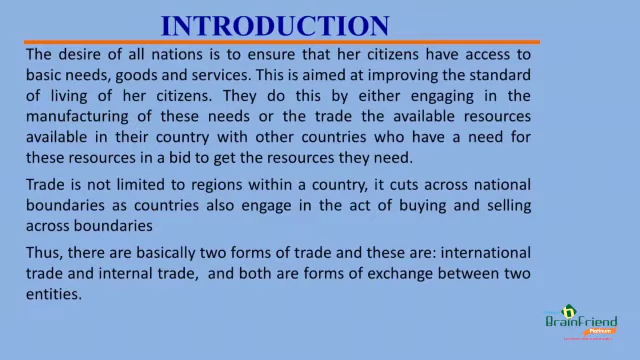 INTRODUCTION
The desire of all nations is to ensure that her citizens have access to
basic needs, goods and services. This is aimed at improving the standard
of living of her citizens. They do this by either engaging in the
manufacturing of these needs or the trade the available resources
available in their country with other countries who have a need for
these resources in a bid to get the resources they need.
Trade is not limited to regions within a country, it cuts across national
boundaries as countries also engage in the act of buying and selling
across boundaries
Thus, there are basically two forms of trade and these are: international
trade and internal trade, and both are forms of exchange between two
entities.
BrainFriend
Platinum